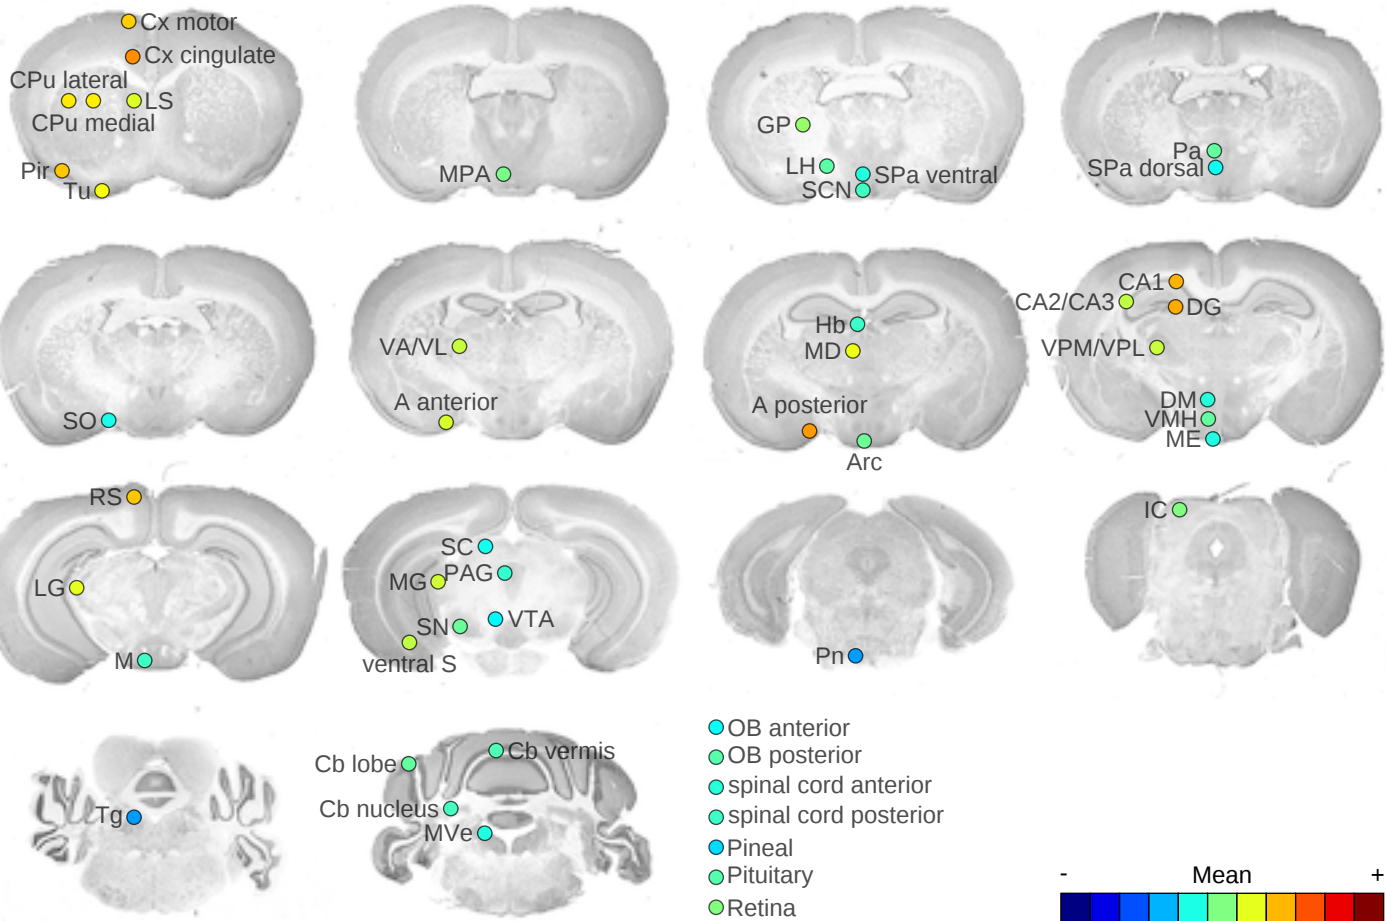 Cx motor
Cx cingulate
CPu lateral
LS
CPu medial
Pir
Tu
MPA
GP
LH
SPa ventral
SCN
Pa
SPa dorsal
SO
VA/VL
A anterior
Hb
MD
A posterior
Arc
CA1
CA2/CA3
DG
VPM/VPL
DM
VMH
ME
RS
LG
M
SC
PAG
MG
VTA
SN
ventral S
Pn
IC
Tg
Cb vermis
Cb lobe
Cb nucleus
MVe
OB anterior
OB posterior
spinal cord anterior
spinal cord posterior
Pineal
Pituitary
Retina
- Mean +